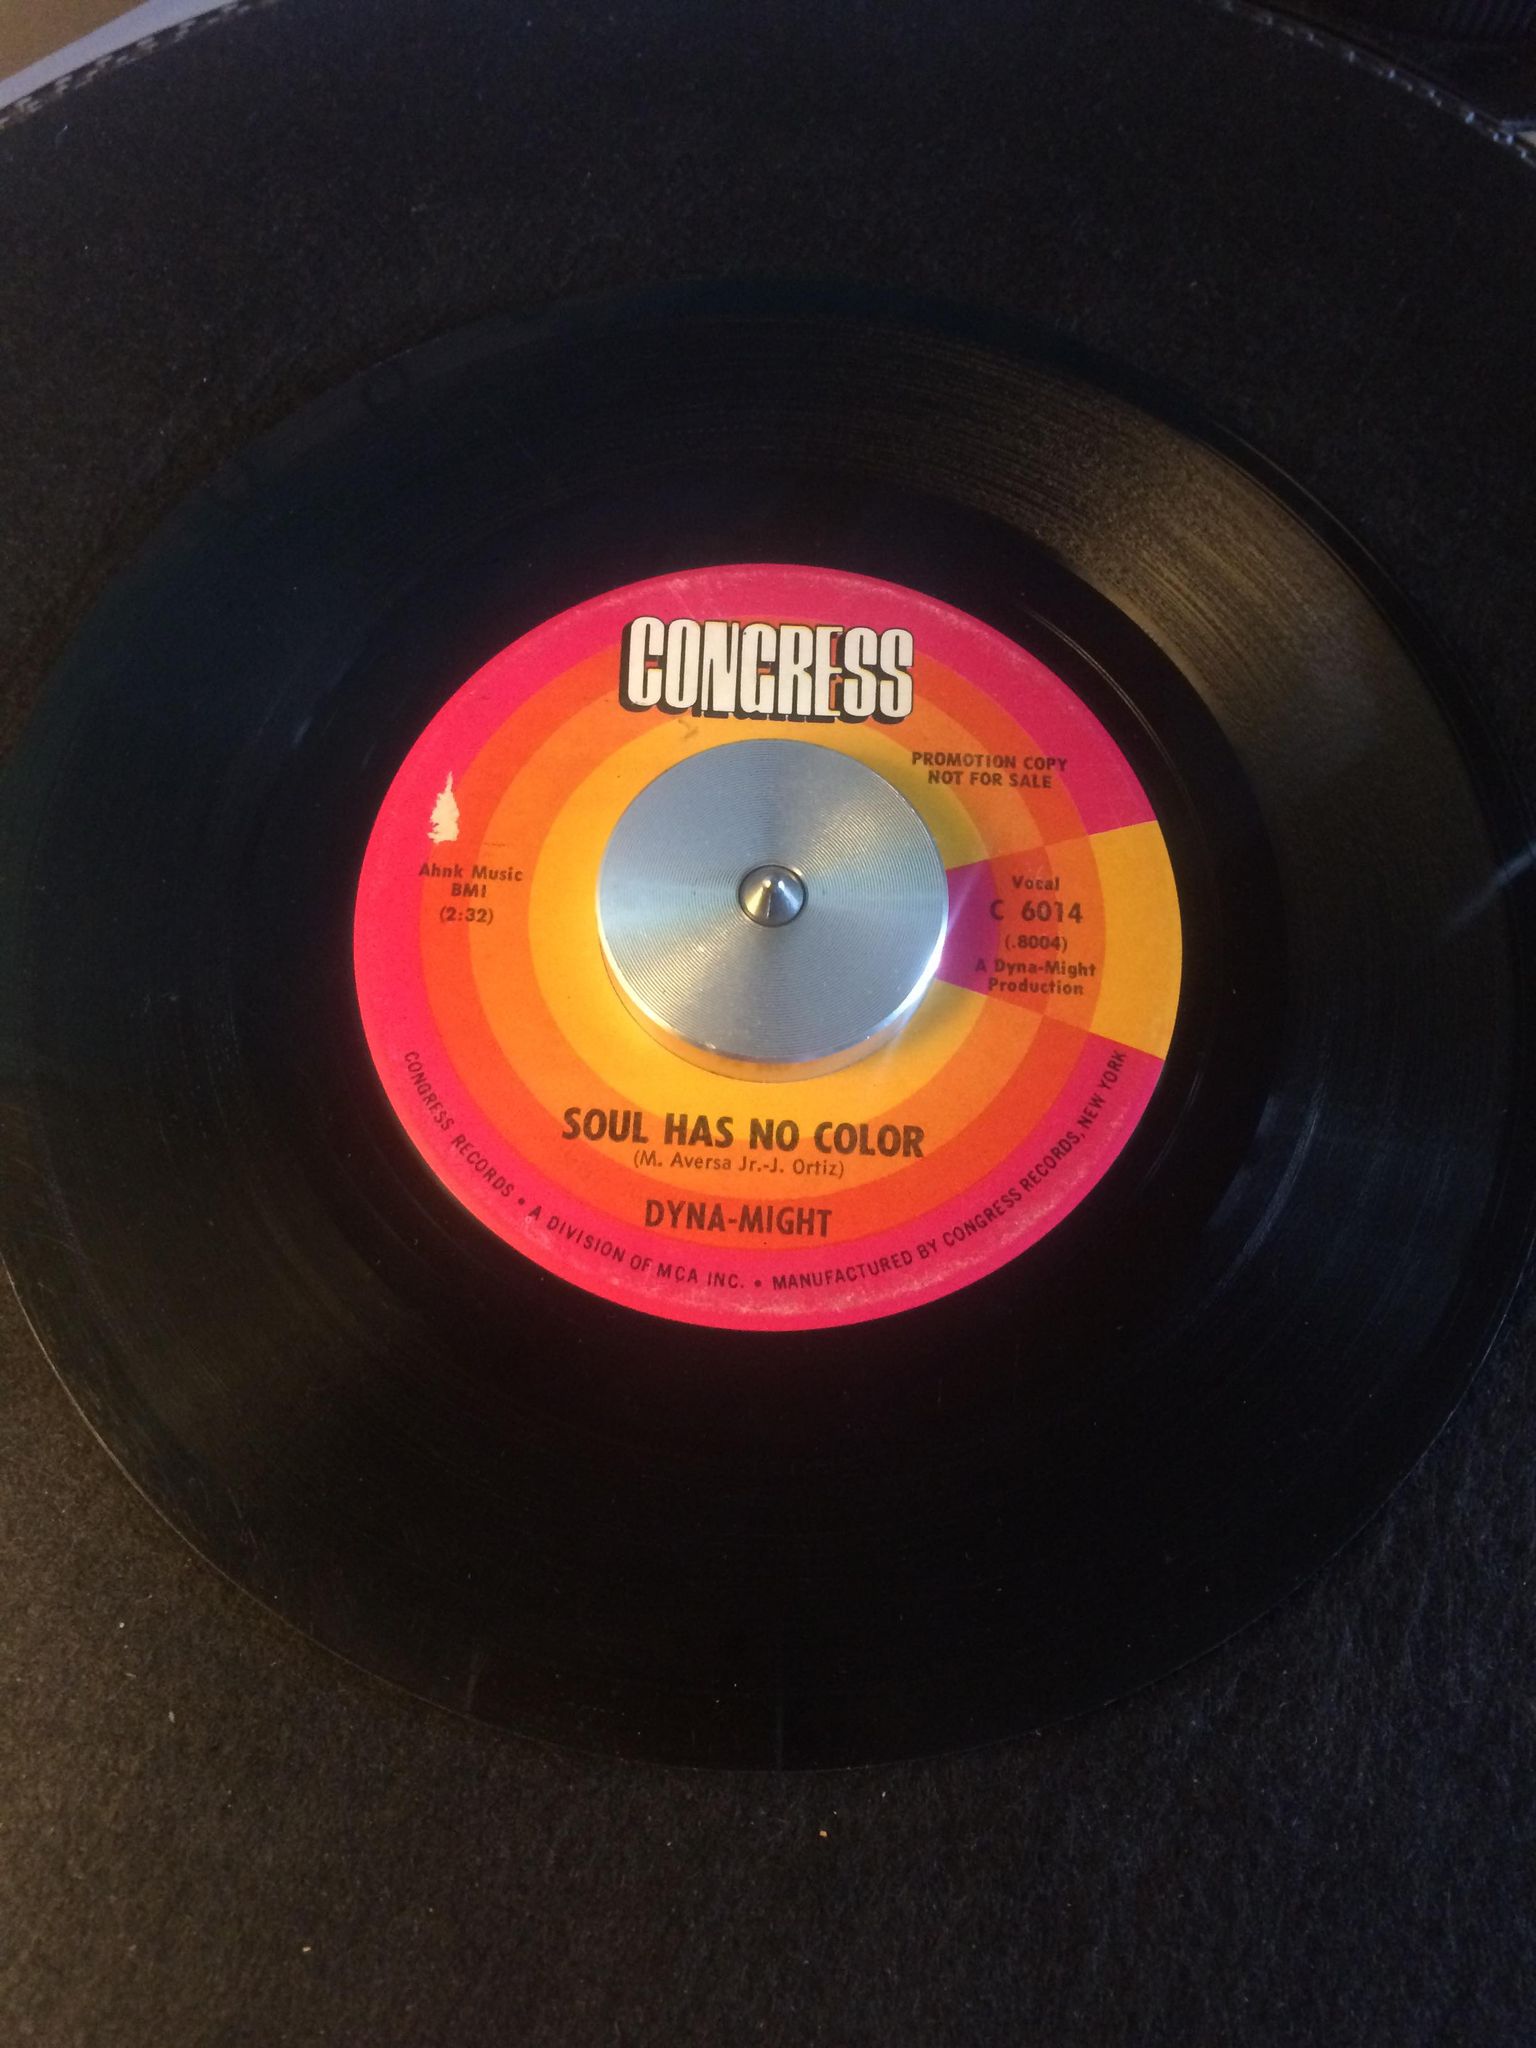 CONGRESS
PROMOTION COPY
NOT FOR SALE
Ahnk Music
BMI
(2:32)
Vocal
C 6014
(.8004)
A Dyna-Might
Production
SOUL HAS NO COLOR
(M. Aversa Jr.-J. Ortiz)
DYNA-MIGHT
CONGRESS RECORDS • A DIVISION OF MCA INC. • MANUFACTURED BY CONGRESS RECORDS, NEW YORK